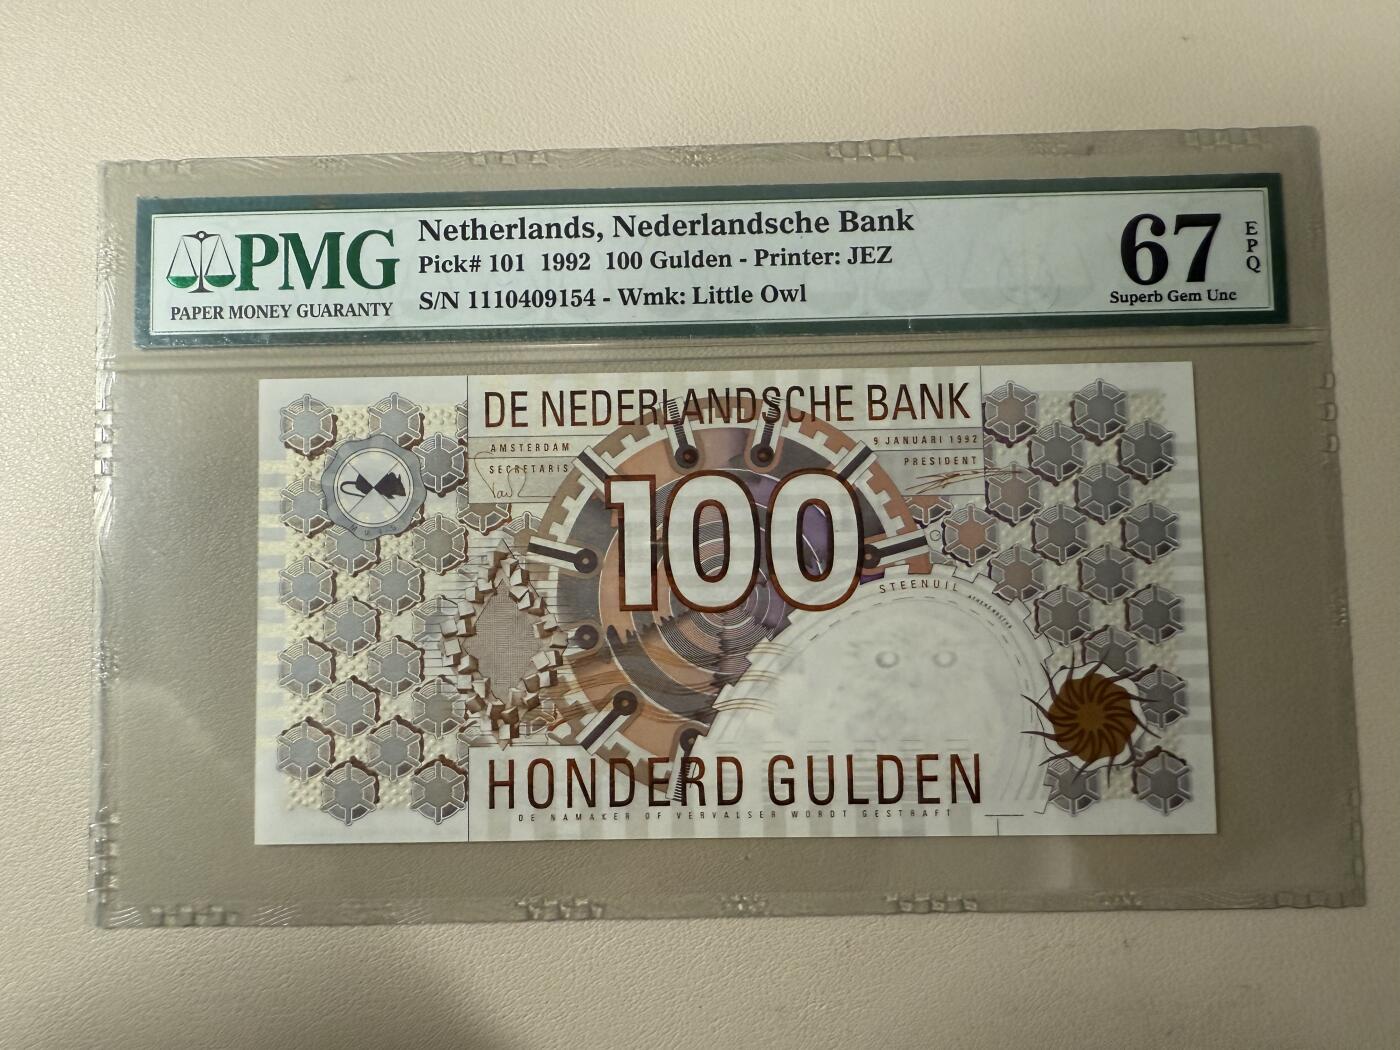 PMG
PAPER MONEY GUARANTY
Netherlands, Nederlandsche Bank
Pick# 101 1992 100 Gulden - Printer: JEZ
S/N 1110409154 - Wmk: Little Owl
67
EPQ
Superb Gem Unc
DE NEDERLANDSCHE BANK
AMSTERDAM
9 JANUARI 1992
SECRETARIS
PRESIDENT
100
STEENUIL
HONDERD GULDEN
DE NAMAKER OF VERVALSER WORDT GESTRAFT